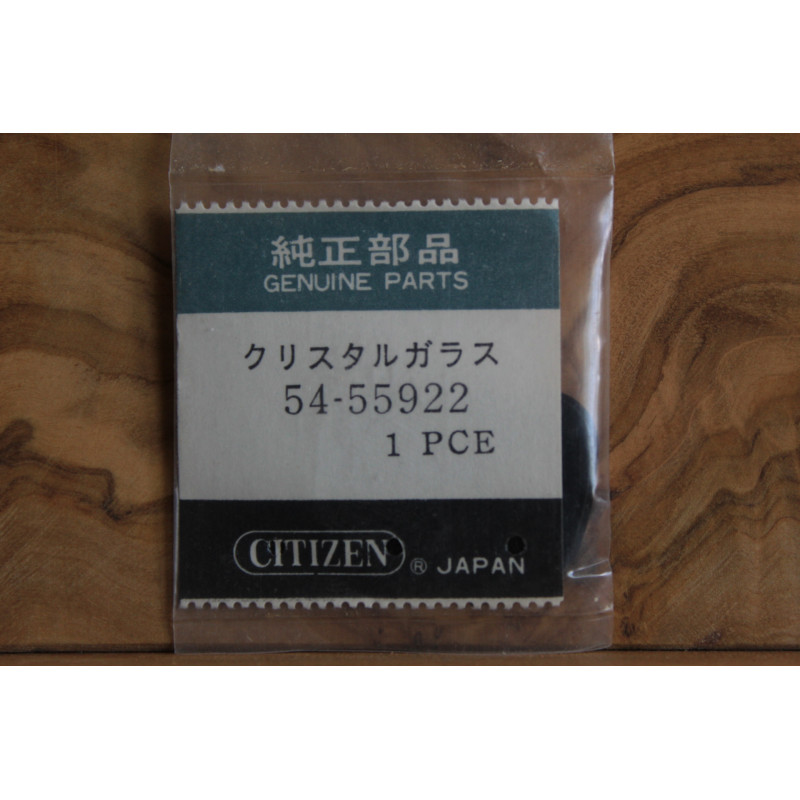 純正部品
GENUINE PARTS
クリスタルガラス
54-55922
1 PCE
CITIZEN ® JAPAN